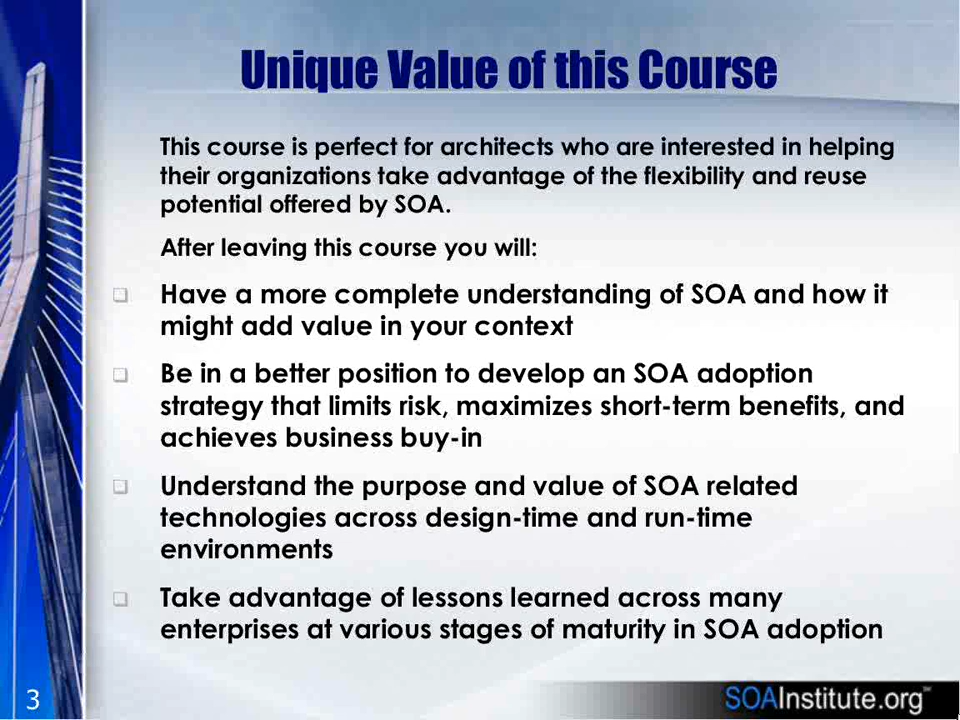 Unique Value of this Course
This course is perfect for architects who are interested in helping
their organizations take advantage of the flexibility and reuse
potential offered by SOA.
After leaving this course you will:
Have a more complete understanding of SOA and how it
might add value in your context
Be in a better position to develop an SOA adoption
strategy that limits risk, maximizes short-term benefits, and
achieves business buy-in
Understand the purpose and value of SOA related
technologies across design-time and run-time
environments
Take advantage of lessons learned across many
enterprises at various stages of maturity in SOA adoption
3
SOAInstitute.org™